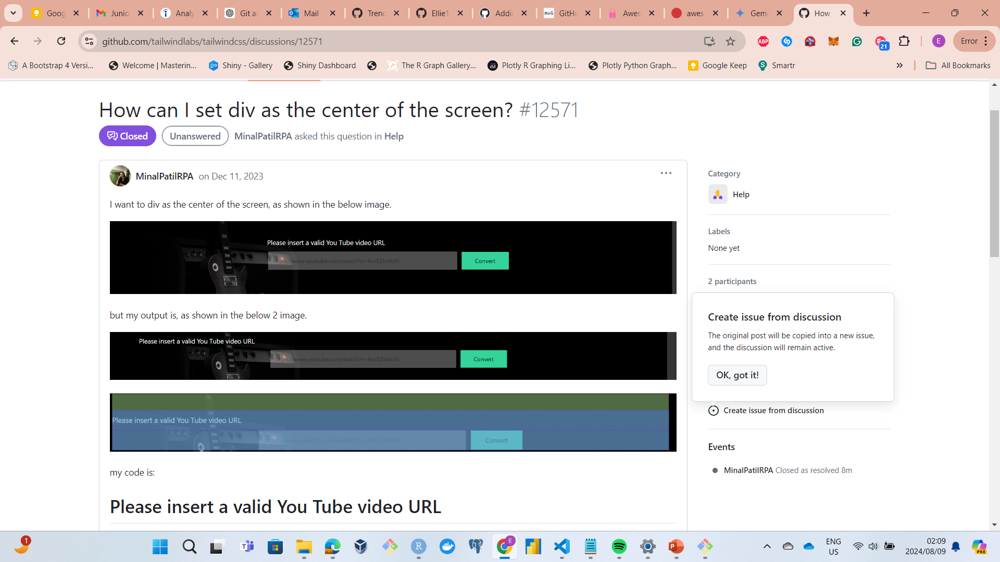 Goog
Junio
Analy
Git ar
Mail
Trenc
Ellie1
Addi
m↓G
GitHu
Awes
awes
Gemi
How
github.com/tailwindlabs/tailwindcss/discussions/12571
ABP
21
E
Error
A Bootstrap 4 Versi...
Welcome | Masterin...
Shiny - Gallery
Shiny Dashboard
The R Graph Gallery...
Plotly R Graphing Li...
Plotly Python Graph...
Google Keep
Smartr
All Bookmarks
How can I set div as the center of the screen? #12571
Closed
Unanswered
MinalPatilRPA asked this question in Help
MinalPatilRPA on Dec 11, 2023
I want to div as the center of the screen, as shown in the below image.
Please insert a valid You Tube video URL
https://www.youtube.com/watch?v=foo5ZtvVo5I
Convert
but my output is, as shown in the below 2 image.
Please insert a valid You Tube video URL
https://www.youtube.com/watch?v=foo5ZtvVo5I
Convert
Please insert a valid You Tube video URL
https://www.youtube.com/watch?v=foo5ZtvVo5I
Convert
my code is:
Please insert a valid You Tube video URL
Category
Help
Labels
None yet
2 participants
Create issue from discussion
The original post will be copied into a new issue,
and the discussion will remain active.
OK, got it!
Create issue from discussion
Events
MinalPatilRPA Closed as resolved 8m
1
E
ENG
US
02:09
2024/08/09
PRE